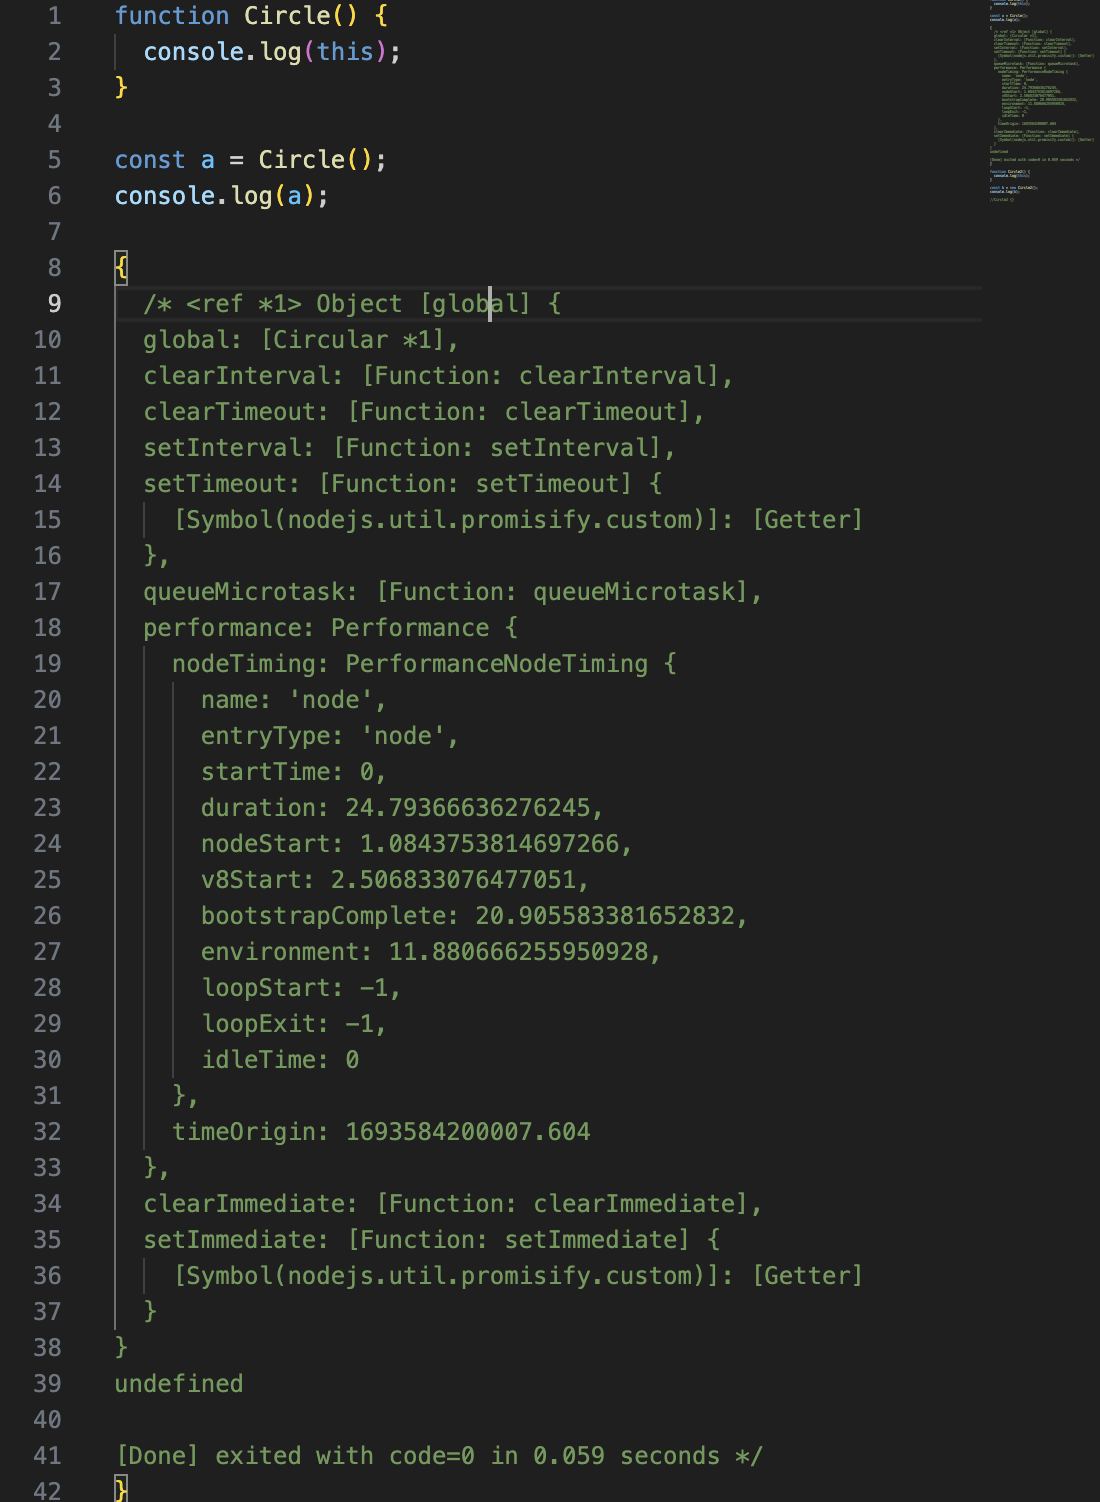 1 function Circle() {
2 console.log(this);
3 }
4
5 const a = Circle();
6 console.log(a);
7
8 {
9 /* <ref *1> Object [global] {
10 global: [Circular *1],
11 clearInterval: [Function: clearInterval],
12 clearTimeout: [Function: clearTimeout],
13 setInterval: [Function: setInterval],
14 setTimeout: [Function: setTimeout] {
15 [Symbol(nodejs.util.promisify.custom)]: [Getter]
16 },
17 queueMicrotask: [Function: queueMicrotask],
18 performance: Performance {
19 nodeTiming: PerformanceNodeTiming {
20 name: 'node',
21 entryType: 'node',
22 startTime: 0,
23 duration: 24.79366636276245,
24 nodeStart: 1.0843753814697266,
25 v8Start: 2.506833076477051,
26 bootstrapComplete: 20.905583381652832,
27 environment: 11.880666255950928,
28 loopStart: -1,
29 loopExit: -1,
30 idleTime: 0
31 },
32 timeOrigin: 1693584200007.604
33 },
34 clearImmediate: [Function: clearImmediate],
35 setImmediate: [Function: setImmediate] {
36 [Symbol(nodejs.util.promisify.custom)]: [Getter]
37 }
38 }
39 undefined
40
41 [Done] exited with code=0 in 0.059 seconds */
42 }